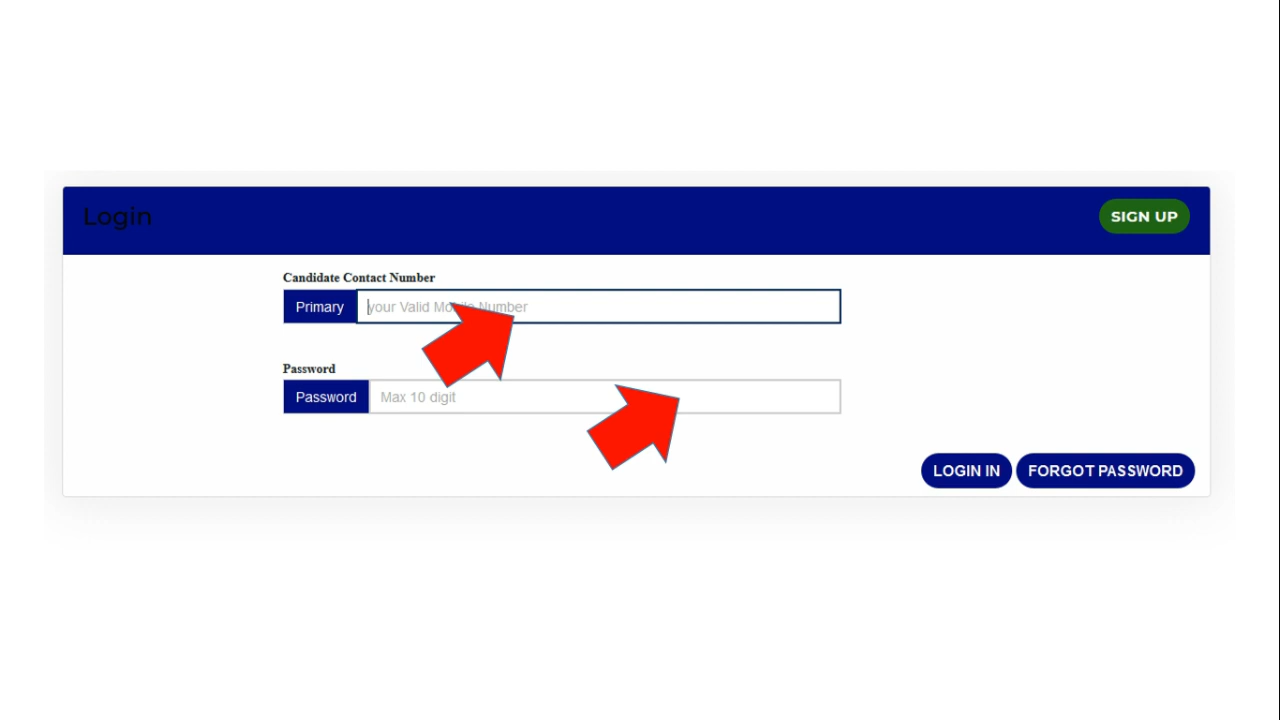 Login
SIGN UP
Candidate Contact Number
Primary
your Valid Mobile Number
Password
Password
Max 10 digit
LOGIN IN
FORGOT PASSWORD